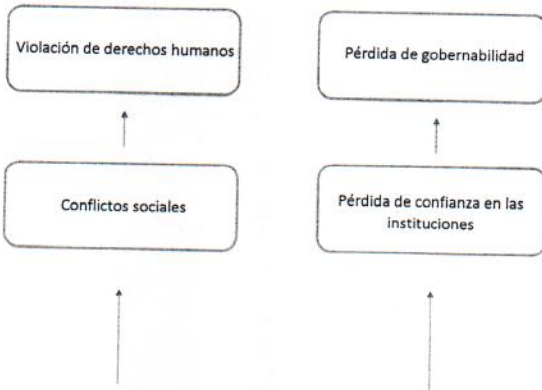 Violación de derechos humanos
Pérdida de gobernabilidad
Conflictos sociales
Pérdida de confianza en las
instituciones